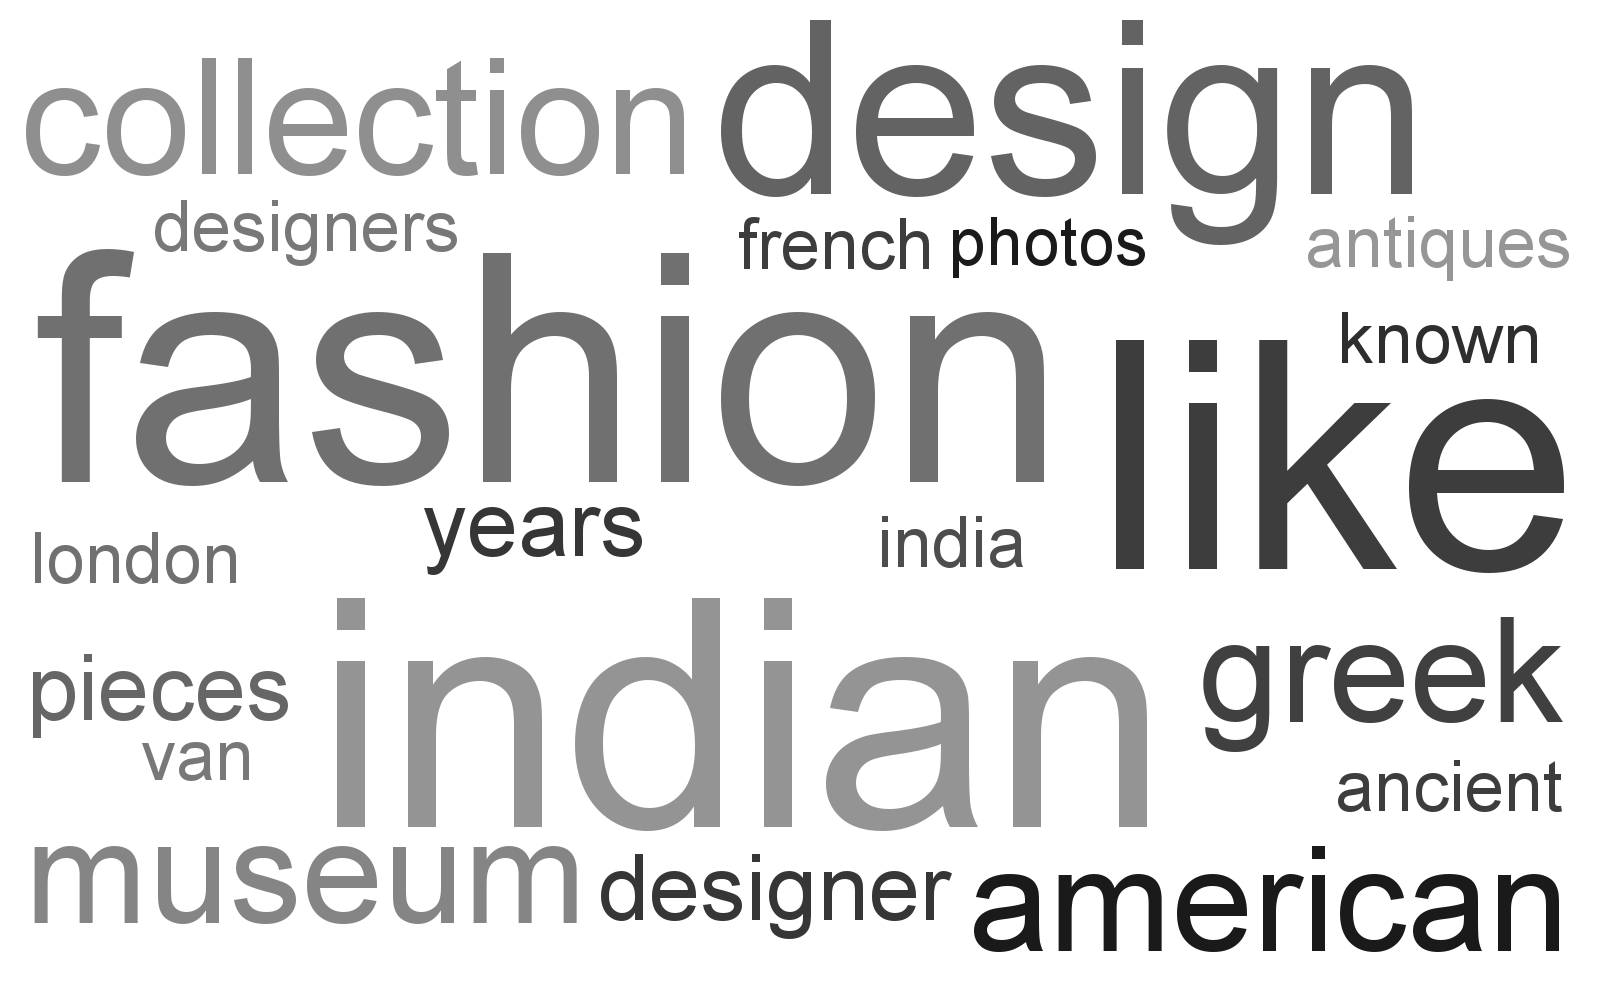 collection design
designers french photos antiques
fashion like known
years india
london
indian greek
pieces
van ancient
museum designer american